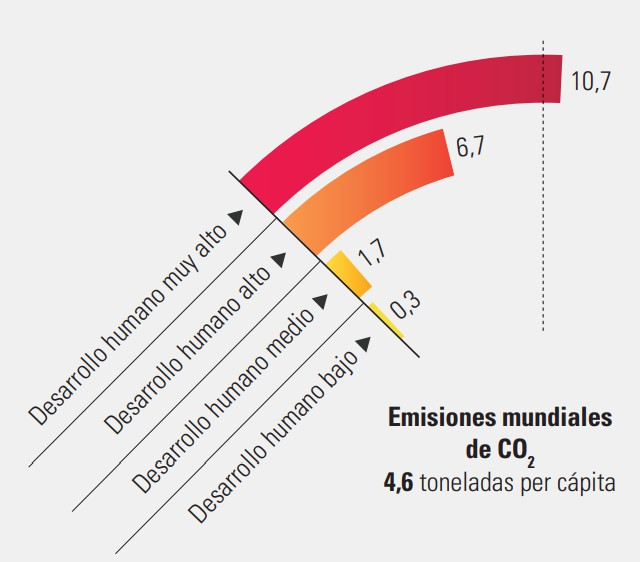 10,7
6,7
1,7
0,3
Desarrollo humano muy alto
Desarrollo humano alto
Desarrollo humano medio
Desarrollo humano bajo
Emisiones mundiales
de CO₂
4,6 toneladas per cápita